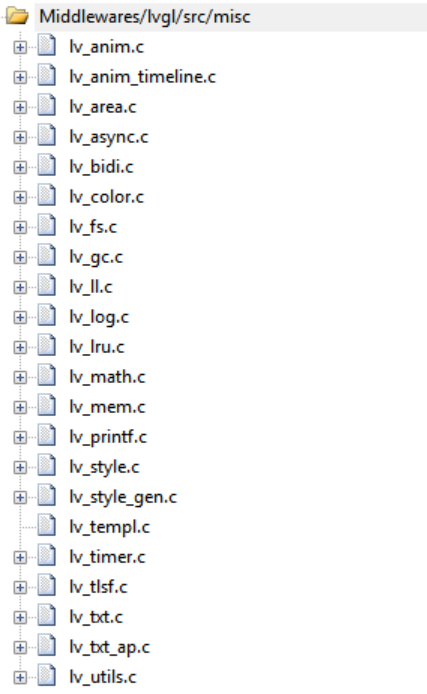 Middlewares/lvgl/src/misc
lv_anim.c
lv_anim_timeline.c
lv_area.c
lv_async.c
lv_bidi.c
lv_color.c
lv_fs.c
lv_gc.c
lv_ll.c
lv_log.c
lv_lru.c
lv_math.c
lv_mem.c
lv_printf.c
lv_style.c
lv_style_gen.c
lv_templ.c
lv_timer.c
lv_tlsf.c
lv_txt.c
lv_txt_ap.c
lv_utils.c